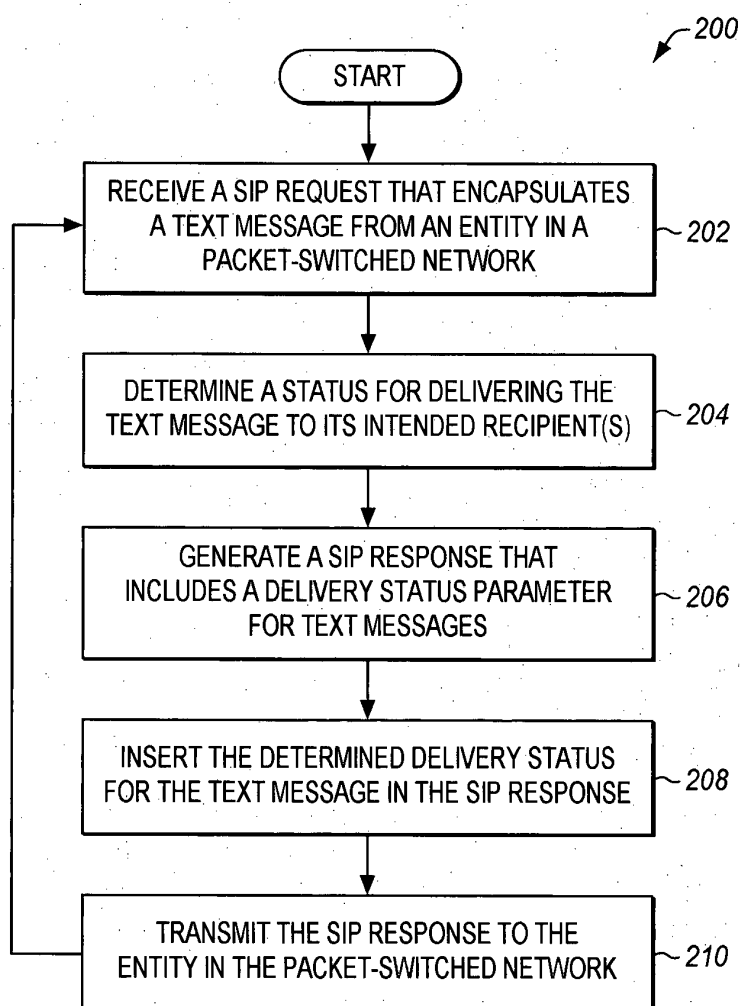 200
START
RECEIVE A SIP REQUEST THAT ENCAPSULATES
A TEXT MESSAGE FROM AN ENTITY IN A
PACKET-SWITCHED NETWORK
202
DETERMINE A STATUS FOR DELIVERING THE
TEXT MESSAGE TO ITS INTENDED RECIPIENT(S)
204
GENERATE A SIP RESPONSE THAT
INCLUDES A DELIVERY STATUS PARAMETER
FOR TEXT MESSAGES
206
INSERT THE DETERMINED DELIVERY STATUS
FOR THE TEXT MESSAGE IN THE SIP RESPONSE
208
TRANSMIT THE SIP RESPONSE TO THE
ENTITY IN THE PACKET-SWITCHED NETWORK
210